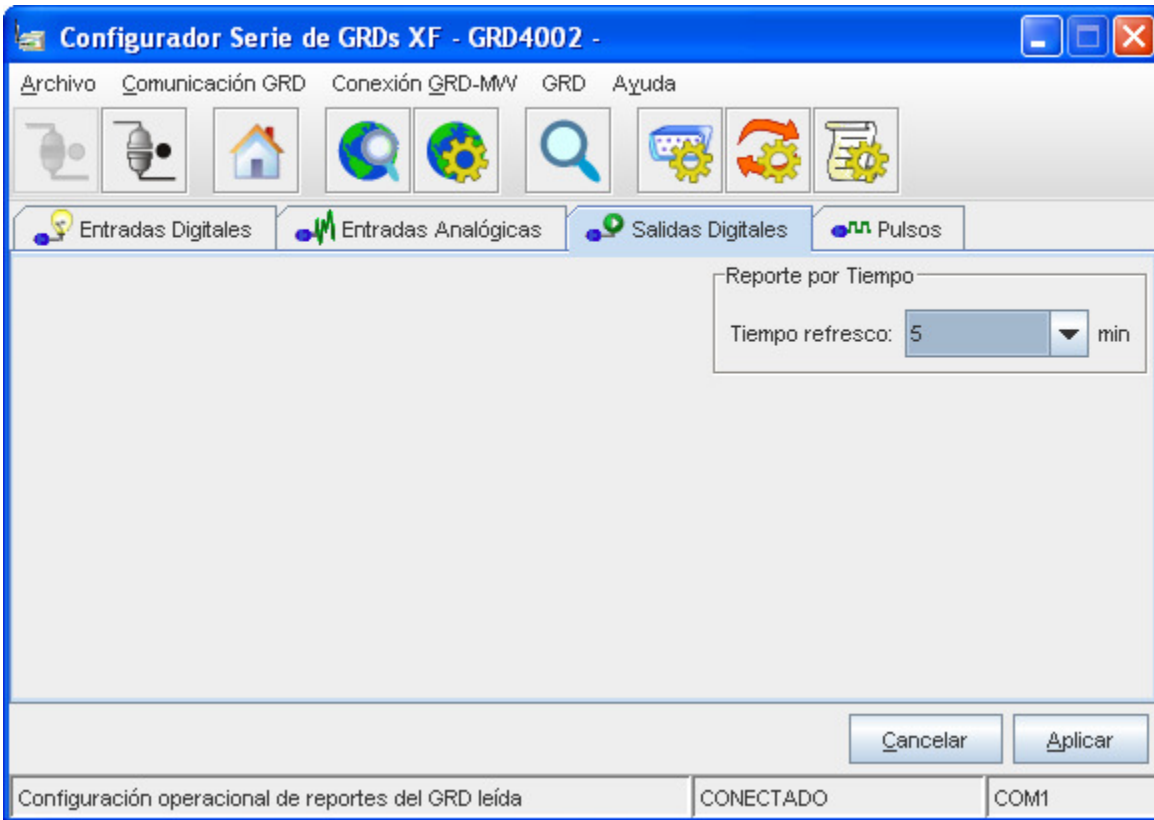 Configurador Serie de GRDs XF - GRD4002 -
Archivo Comunicación GRD Conexión GRD-MW GRD Ayuda
Entradas Digitales Entradas Analógicas Salidas Digitales Pulsos
Reporte por Tiempo
Tiempo refresco: 5 min
Cancelar Aplicar
Configuración operacional de reportes del GRD leída CONECTADO COM1